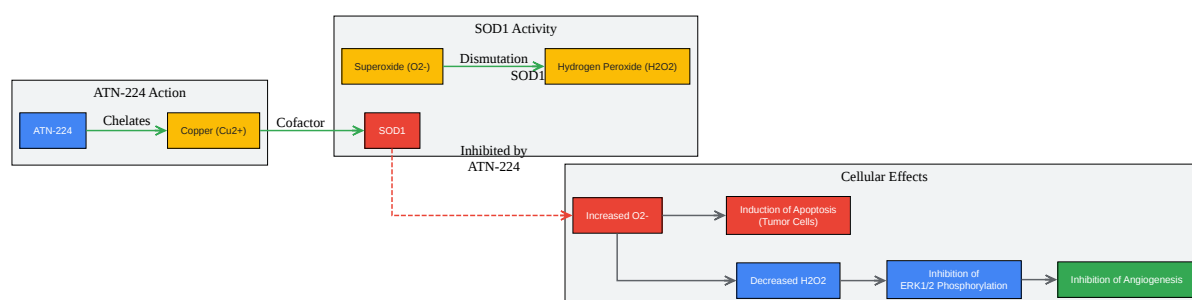 SOD1 Activity
Superoxide (O2-)
Dismutation
SOD1
Hydrogen Peroxide (H2O2)
ATN-224 Action
ATN-224
Chelates
Copper (Cu2+)
Cofactor
SOD1
Inhibited by
ATN-224
Cellular Effects
Increased O2-
Induction of Apoptosis
(Tumor Cells)
Decreased H2O2
Inhibition of
ERK1/2 Phosphorylation
Inhibition of Angiogenesis